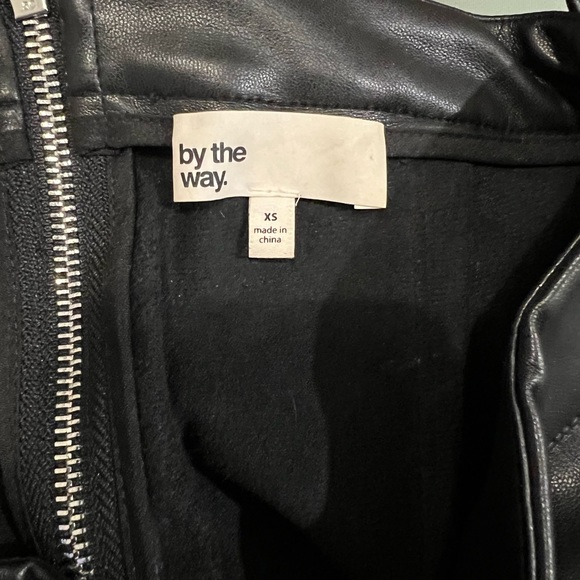 by the
way.
XS
made in
china